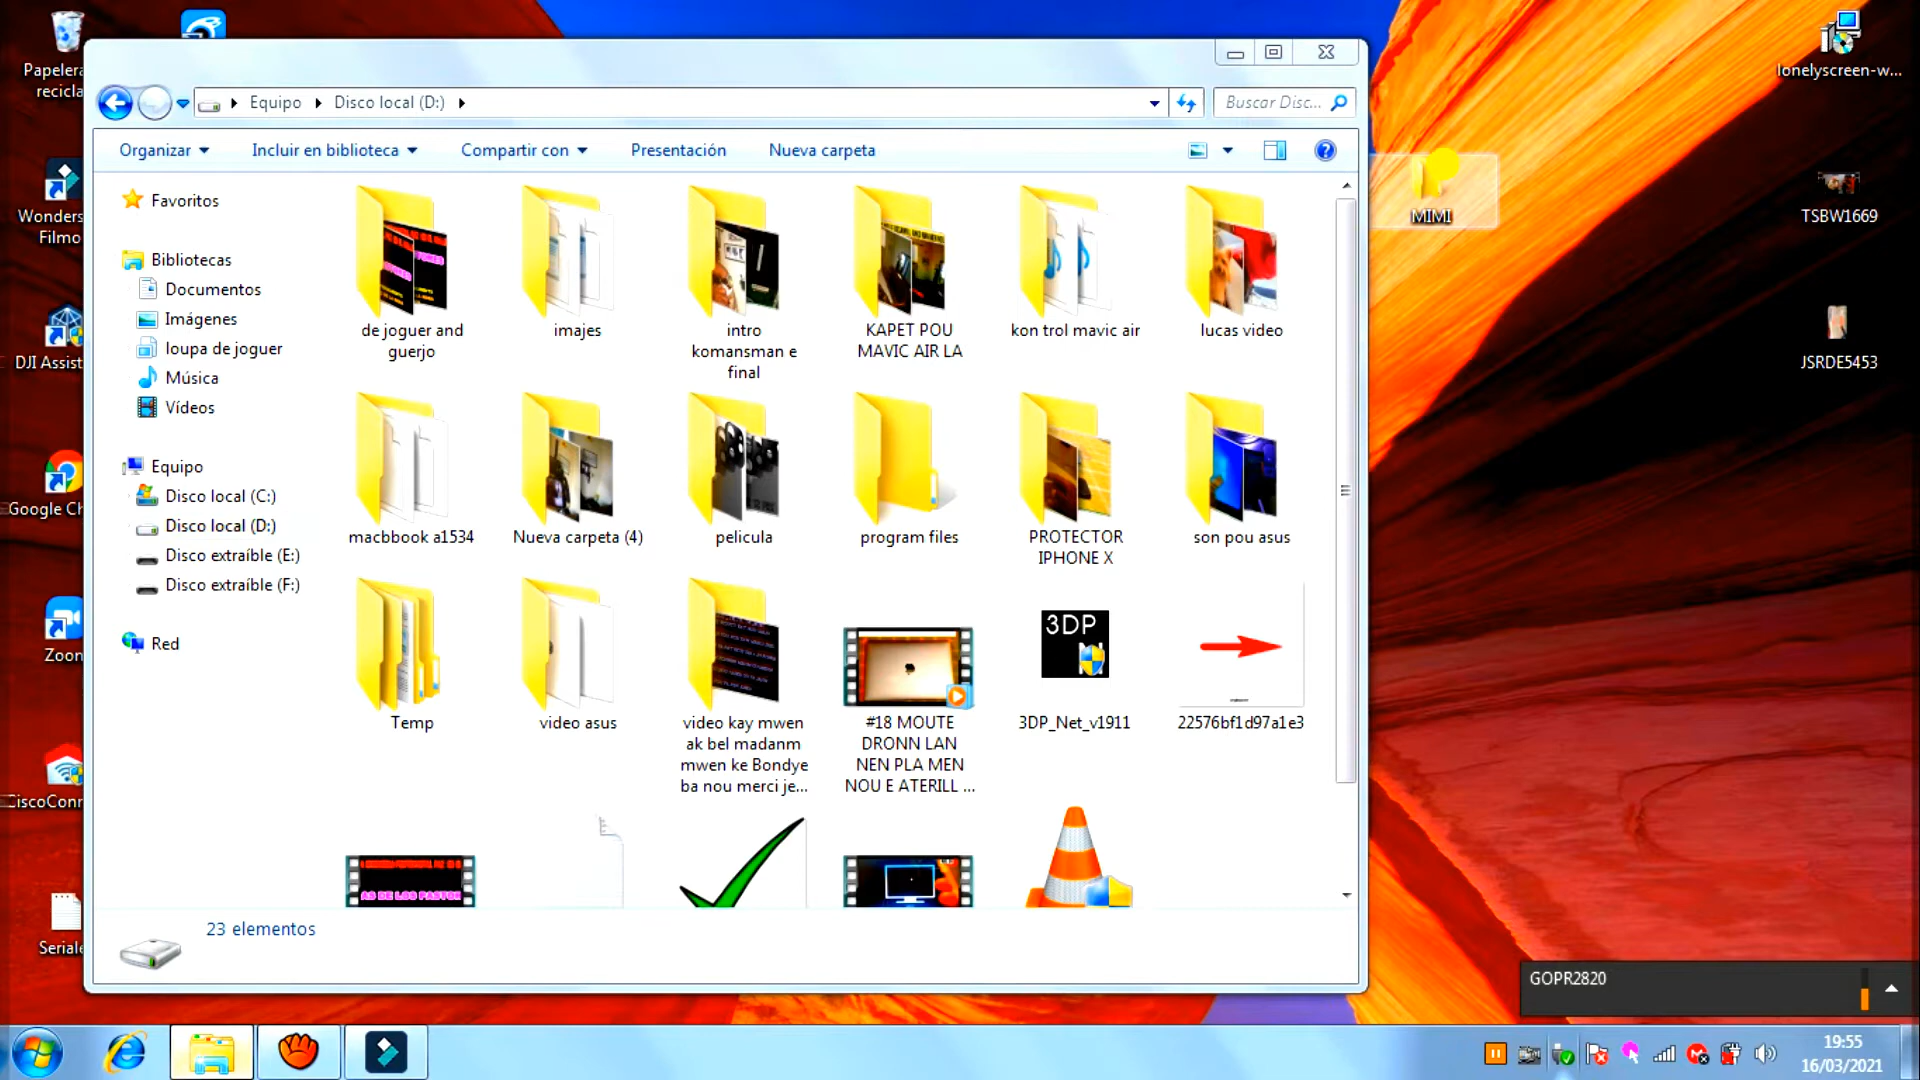 Papelera
recicla
lonelyscreen-w...
Equipo
Disco local (D:)
Buscar Disc...
Organizar
Incluir en biblioteca
Compartir con
Presentación
Nueva carpeta
MIMI
Wonders
Filmo
TSBW1669
Favoritos
Bibliotecas
Documentos
Imágenes
loupa de joguer
Música
Vídeos
Equipo
Disco local (C:)
Disco local (D:)
Disco extraíble (E:)
Disco extraíble (F:)
Red
de joguer and
guerjo
imajes
intro
komansman e
final
KAPET POU
MAVIC AIR LA
kon trol mavic air
lucas video
DJI Assist
JSRDE5453
macbbook a1534
Nueva carpeta (4)
pelicula
program files
PROTECTOR
IPHONE X
son pou asus
Google Ch
Zoom
3DP
Temp
video asus
video kay mwen
ak bel madanm
mwen ke Bondye
ba nou merci je...
#18 MOUTE
DRONN LAN
NEN PLA MEN
NOU E ATERILL ...
3DP_Net_v1911
22576bf1d97a1e3
CiscoConn
AS DE LOS PASTOR
Seriale
23 elementos
GOPR2820
19:55
16/03/2021